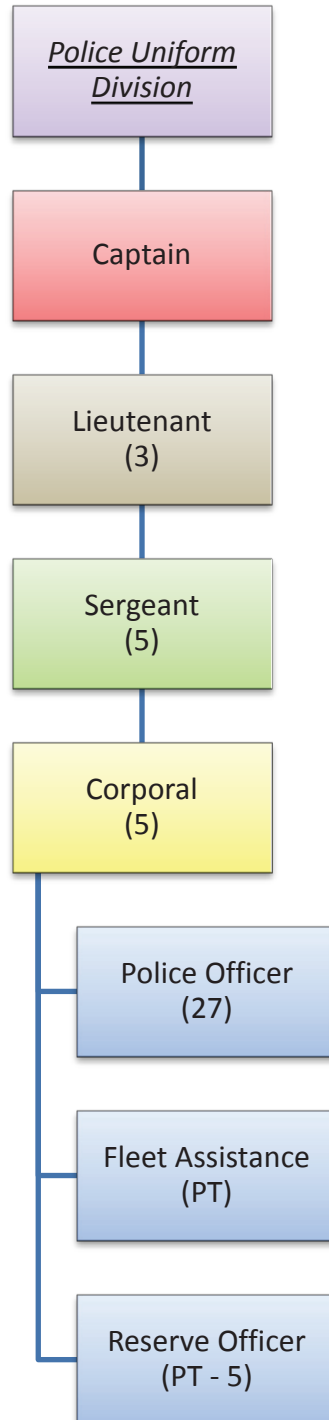 Police Uniform
Division
Captain
Lieutenant
(3)
Sergeant
(5)
Corporal
(5)
Police Officer
(27)
Fleet Assistance
(PT)
Reserve Officer
(PT - 5)